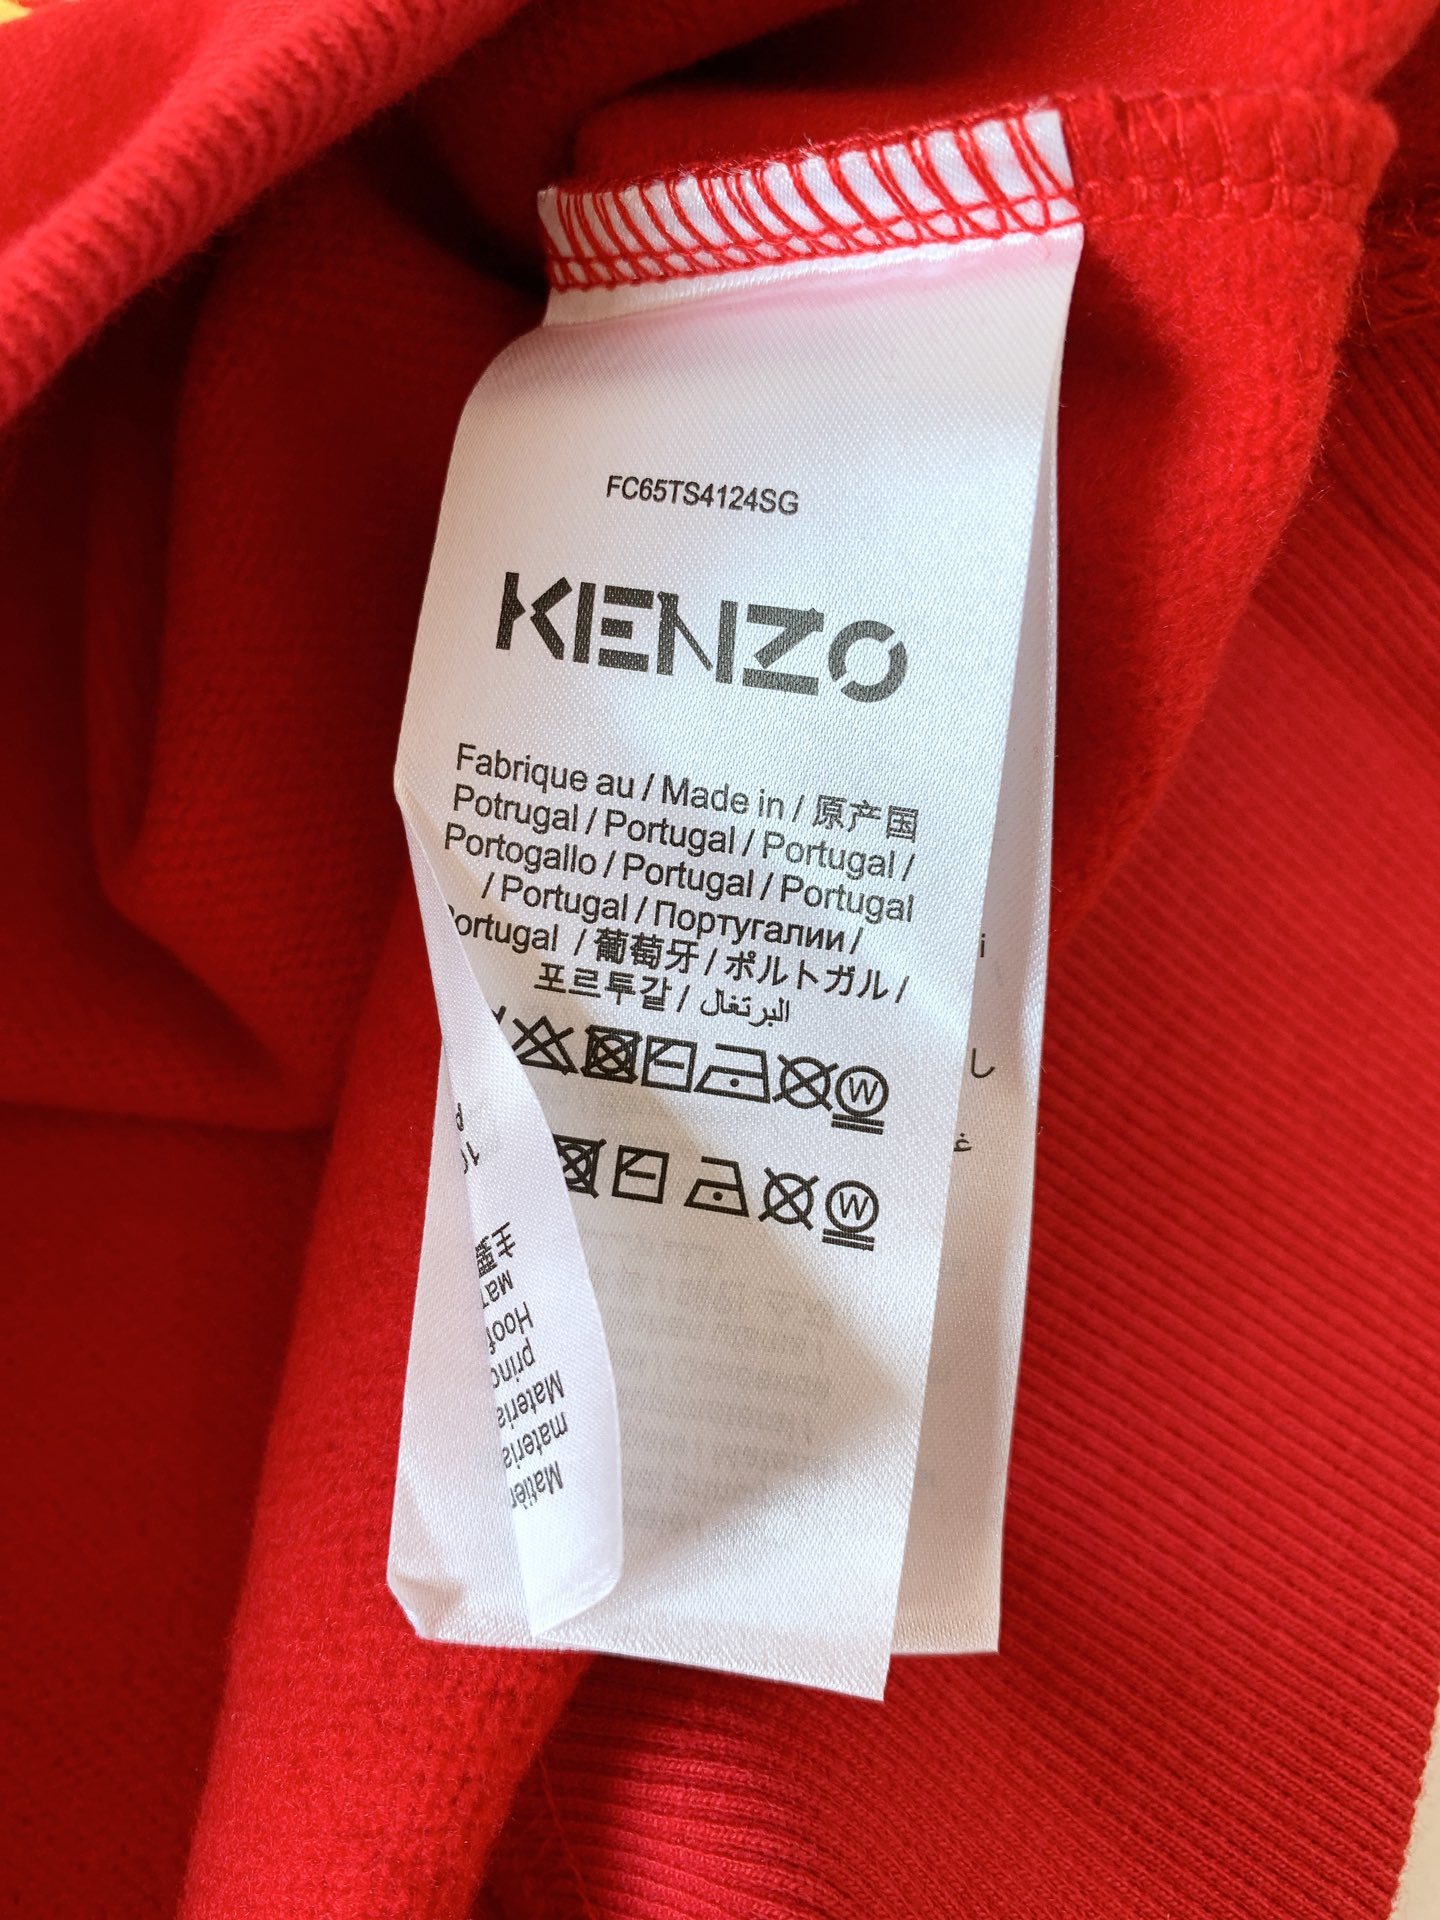 FC65TS4124SG
KENZO
Fabrique au / Made in / 原产国
Potrugal / Portugal / Portugal /
Portogallo / Portugal / Portugal
/ Portugal / Португалии /
Portugal / 葡萄牙 / ポルトガル /
포르투갈 / البرتغال
W
W